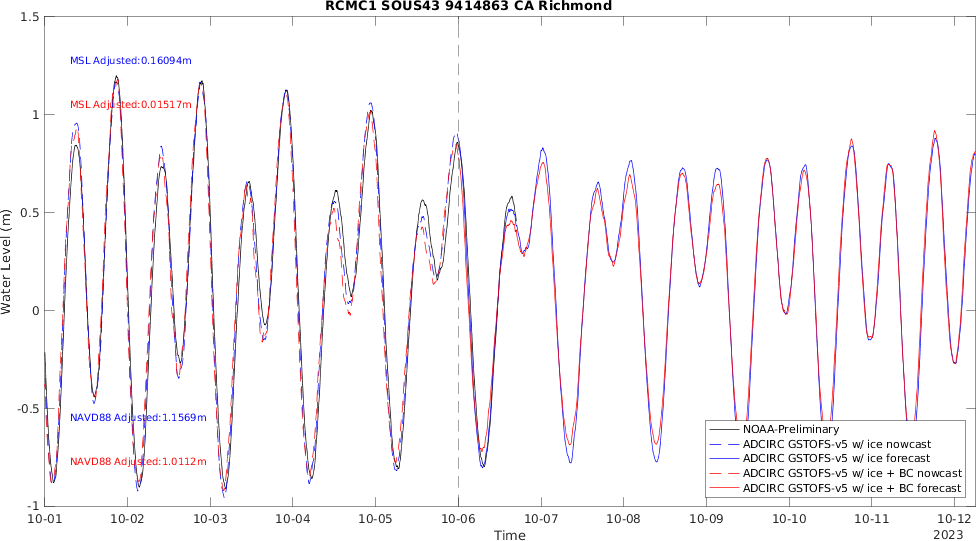 RCMC1 SOUS43 9414863 CA Richmond
1.5
MSL Adjusted:0.16094m
MSL Adjusted:0.01517m
1
0.5
Water Level (m)
0
-0.5
NAVD88 Adjusted:1.1569m
NAVD88 Adjusted:1.0112m
-1
NOAA-Preliminary
ADCIRC GSTOFS-v5 w/ ice nowcast
ADCIRC GSTOFS-v5 w/ ice forecast
ADCIRC GSTOFS-v5 w/ ice + BC nowcast
ADCIRC GSTOFS-v5 w/ ice + BC forecast
10-01 10-02 10-03 10-04 10-05 10-06 10-07 10-08 10-09 10-10 10-11 10-12
Time
2023